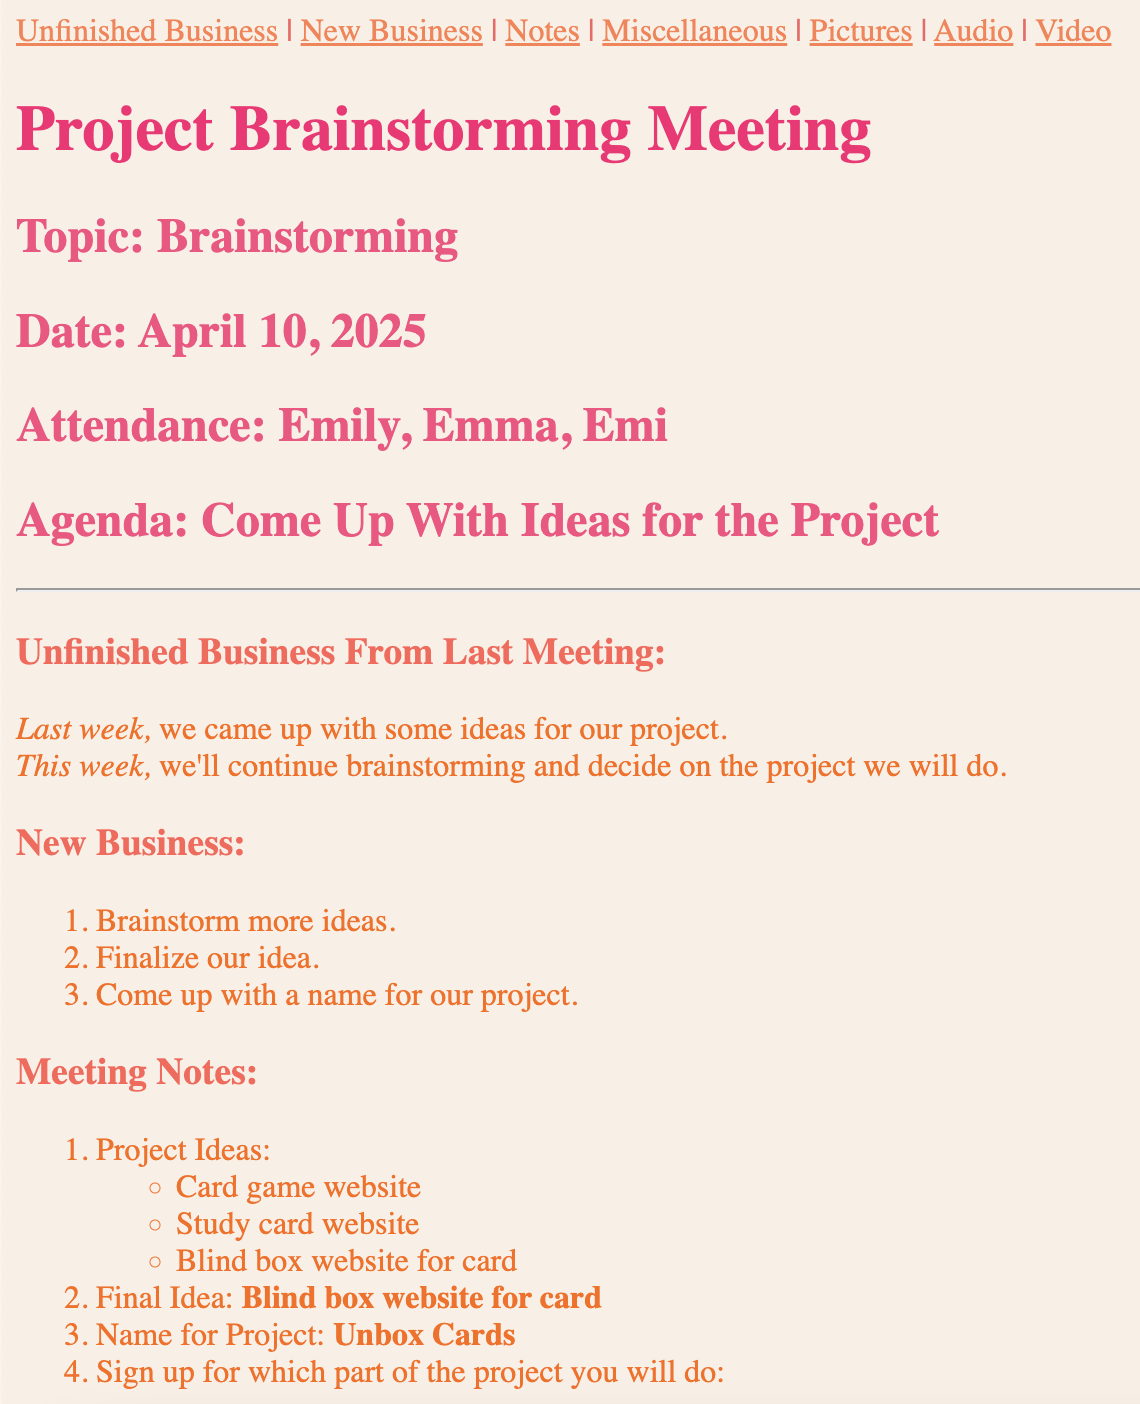 Unfinished Business | New Business | Notes | Miscellaneous | Pictures | Audio | Video
Project Brainstorming Meeting
Topic: Brainstorming
Date: April 10, 2025
Attendance: Emily, Emma, Emi
Agenda: Come Up With Ideas for the Project
Unfinished Business From Last Meeting:
Last week, we came up with some ideas for our project.
This week, we'll continue brainstorming and decide on the project we will do.
New Business:
1. Brainstorm more ideas.
2. Finalize our idea.
3. Come up with a name for our project.
Meeting Notes:
1. Project Ideas:
○ Card game website
○ Study card website
○ Blind box website for card
2. Final Idea: Blind box website for card
3. Name for Project: Unbox Cards
4. Sign up for which part of the project you will do: